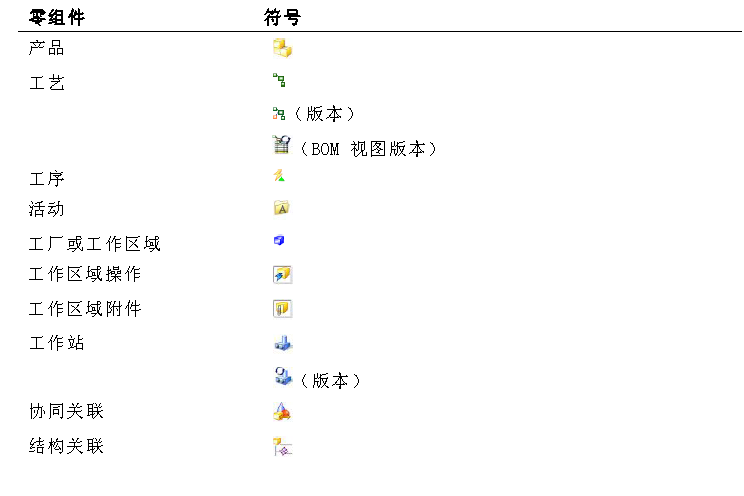 零组件 符号
产品
工艺
（版本）
（BOM 视图版本）
工序
活动
工厂或工作区域
工作区域操作
工作区域附件
工作站
（版本）
协同关联
结构关联